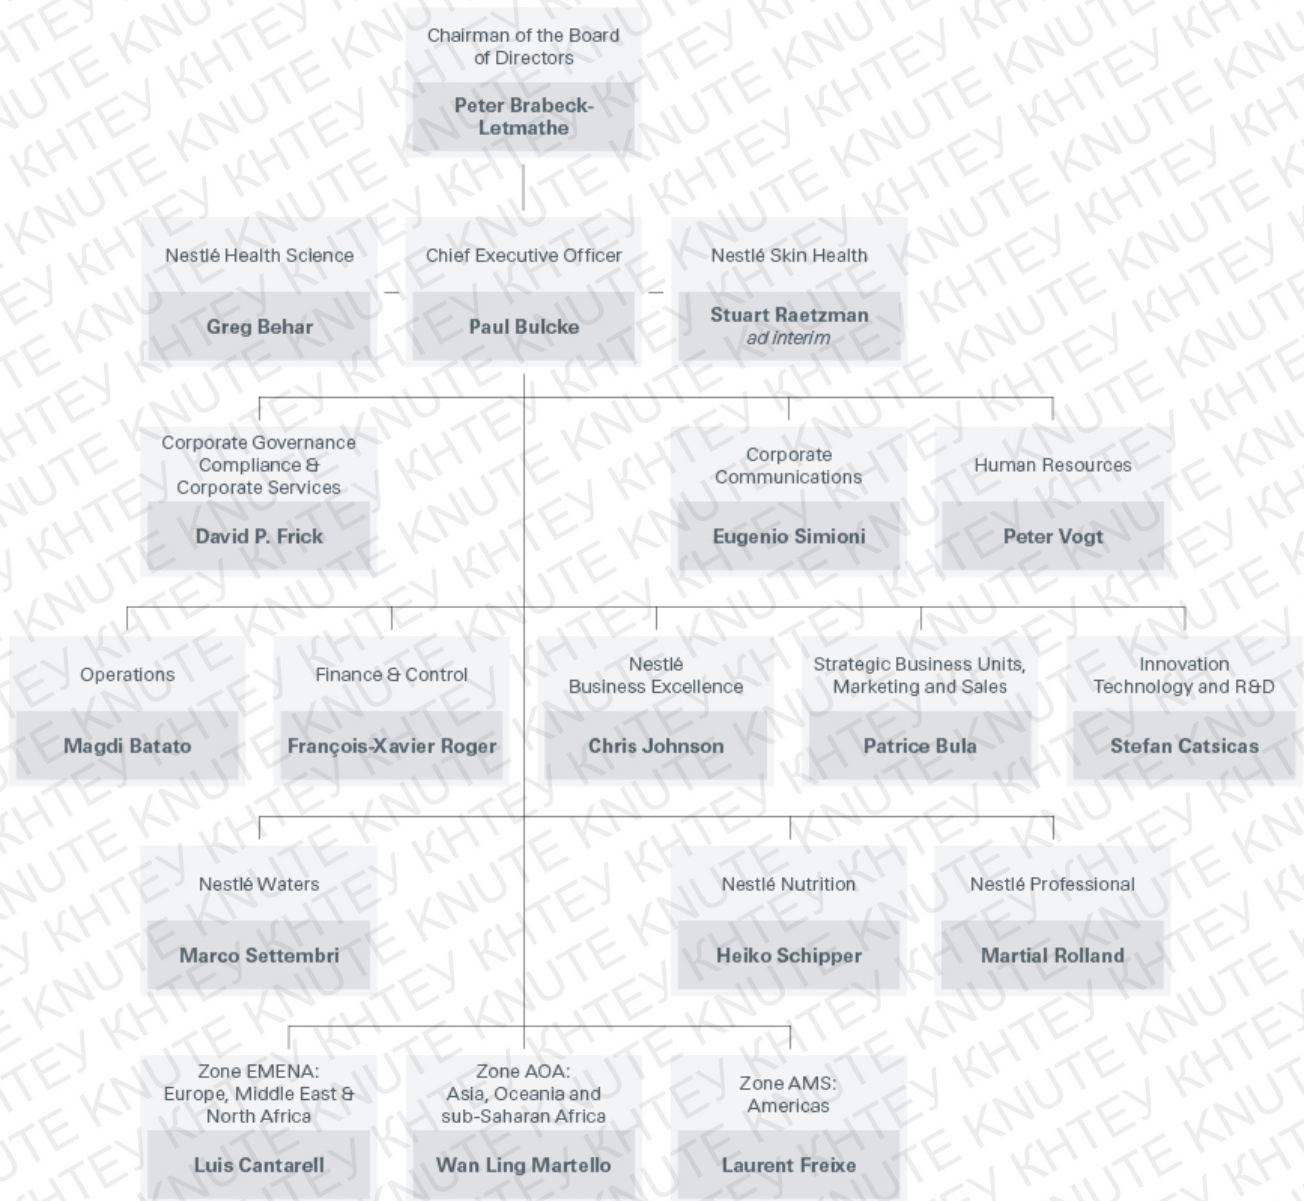 Chairman of the Board
of Directors
Peter Brabeck-
Letmathe
Nestlé Health Science
Greg Behar
Chief Executive Officer
Paul Bulcke
Nestlé Skin Health
Stuart Raetzman
ad interim
Corporate Governance
Compliance &
Corporate Services
David P. Frick
Corporate
Communications
Eugenio Simioni
Human Resources
Peter Vogt
Operations
Magdi Batato
Finance & Control
François-Xavier Roger
Nestlé
Business Excellence
Chris Johnson
Strategic Business Units,
Marketing and Sales
Patrice Bula
Innovation
Technology and R&D
Stefan Catsicas
Nestlé Waters
Marco Settembri
Nestlé Nutrition
Heiko Schipper
Nestlé Professional
Martial Rolland
Zone EMENA:
Europe, Middle East &
North Africa
Luis Cantarell
Zone AOA:
Asia, Oceania and
sub-Saharan Africa
Wan Ling Martello
Zone AMS:
Americas
Laurent Freixe
КНТЕУ KNUTE